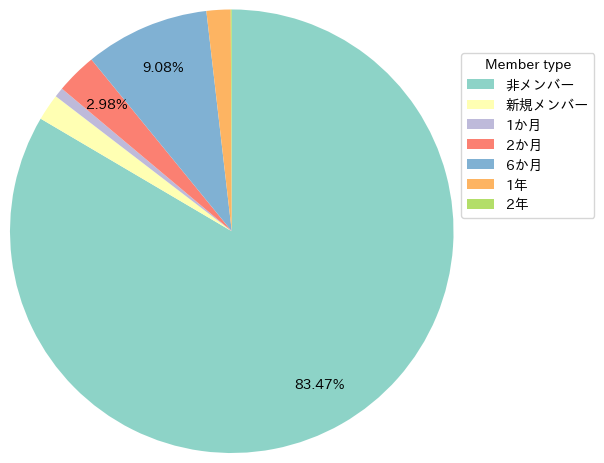 9.08%
2.98%
83.47%
Member type
非メンバー
新規メンバー
1か月
2か月
6か月
1年
2年